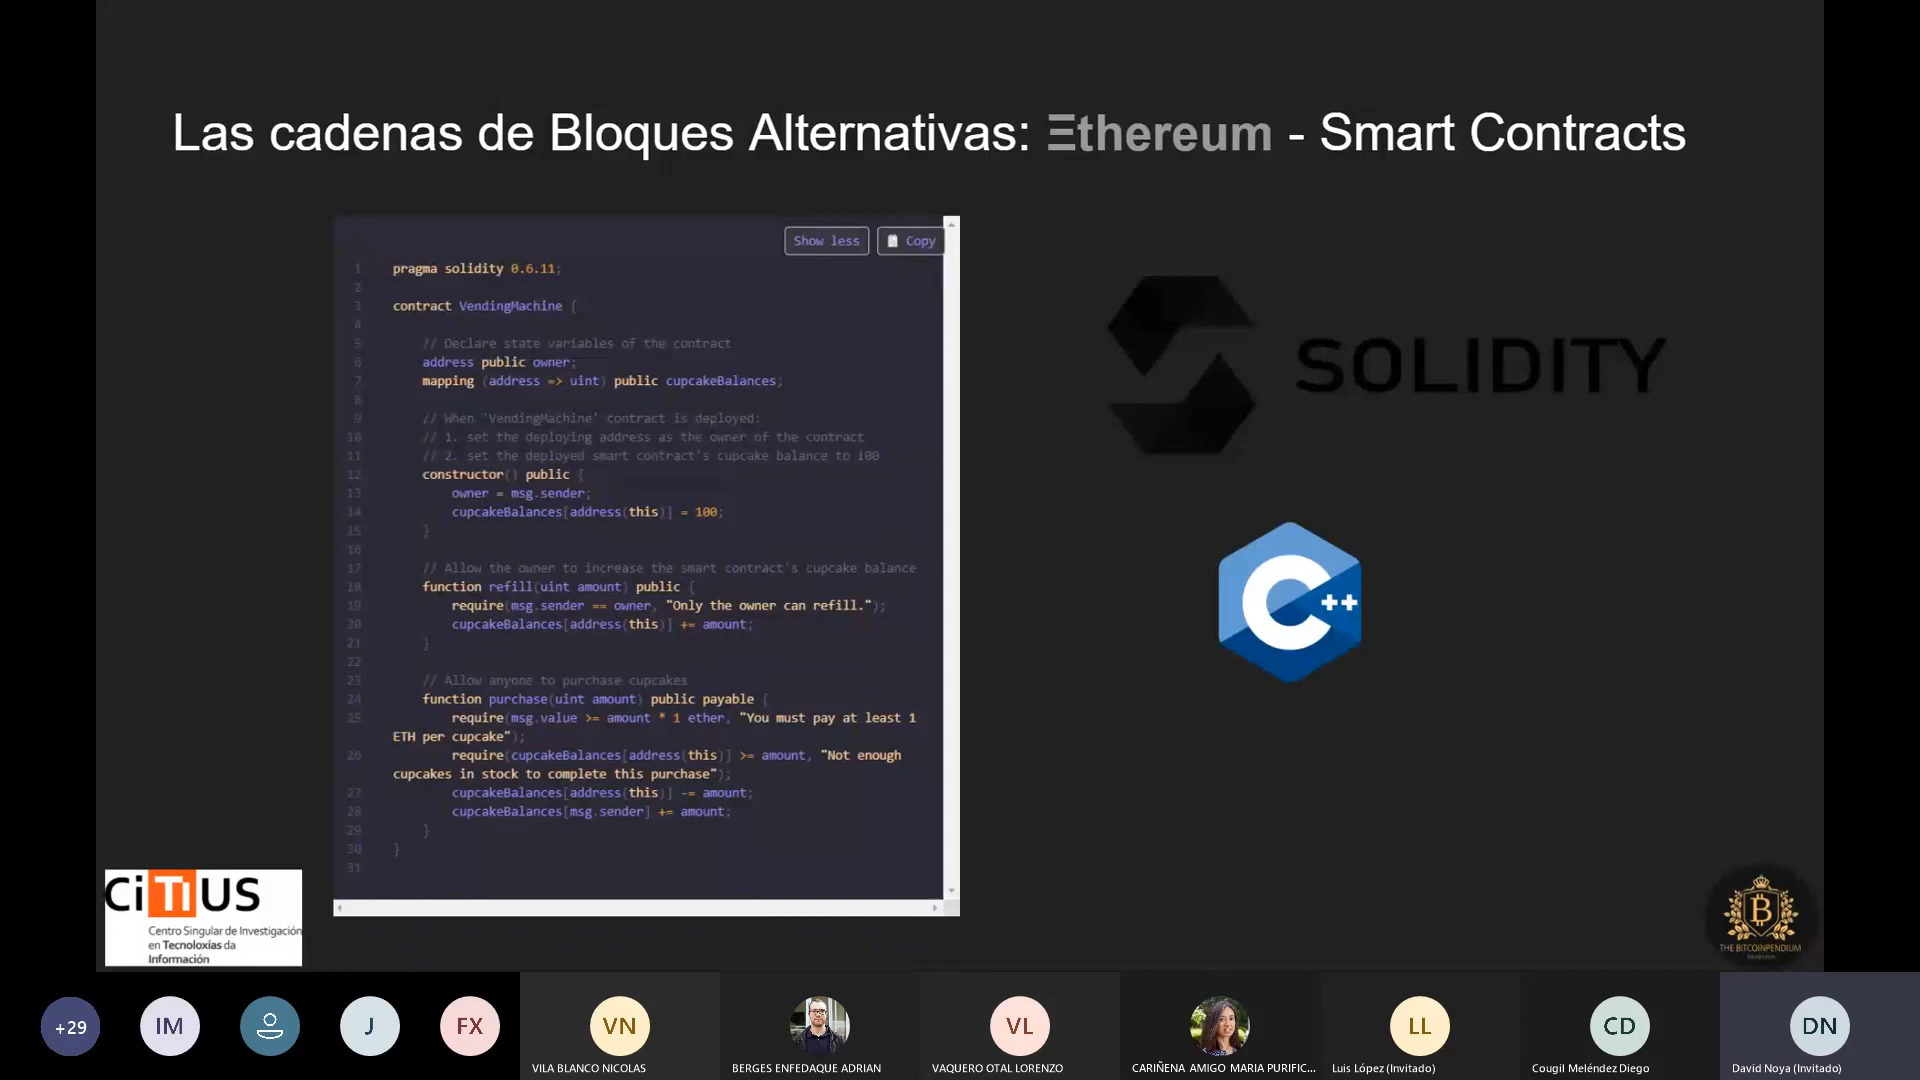 Las cadenas de Bloques Alternativas: Ξthereum - Smart Contracts
Show less
Copy
1 pragma solidity 0.6.11;
2
3 contract VendingMachine {
4
5 // Declare state variables of the contract
6 address public owner;
7 mapping (address => uint) public cupcakeBalances;
8
9 // When 'VendingMachine' contract is deployed:
10 // 1. set the deploying address as the owner of the contract
11 // 2. set the deployed smart contract's cupcake balance to 100
12 constructor() public {
13 owner = msg.sender;
14 cupcakeBalances[address(this)] = 100;
15 }
16
17 // Allow the owner to increase the smart contract's cupcake balance
18 function refill(uint amount) public {
19 require(msg.sender == owner, "Only the owner can refill.");
20 cupcakeBalances[address(this)] += amount;
21 }
22
23 // Allow anyone to purchase cupcakes
24 function purchase(uint amount) public payable {
25 require(msg.value >= amount * 1 ether, "You must pay at least 1
ETH per cupcake");
26 require(cupcakeBalances[address(this)] >= amount, "Not enough
cupcakes in stock to complete this purchase");
27 cupcakeBalances[address(this)] -= amount;
28 cupcakeBalances[msg.sender] += amount;
29 }
30 }
31
SOLIDITY
C++
CiTIUS
Centro Singular de Investigación
en Tecnoloxías da
Información
B
THE BITCOINPENDIUM
+29
IM
J
FX
VN
VILA BLANCO NICOLAS
BERGES ENFEDAQUE ADRIAN
VL
VAQUERO OTAL LORENZO
CARIÑENA AMIGO MARIA PURIFIC...
LL
Luis López (Invitado)
CD
Cougil Meléndez Diego
DN
David Noya (Invitado)